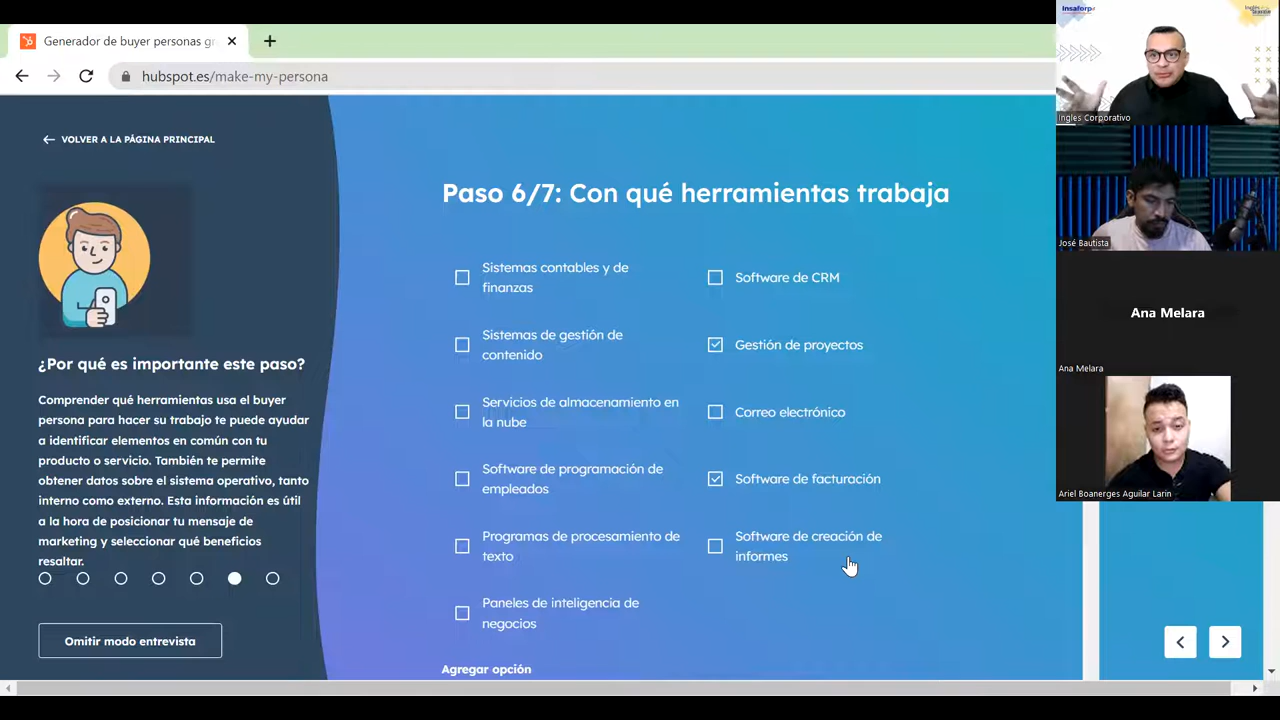 Generador de buyer personas gr
hubspot.es/make-my-persona
VOLVER A LA PÁGINA PRINCIPAL
¿Por qué es importante este paso?
Comprender qué herramientas usa el buyer
persona para hacer su trabajo te puede ayudar
a identificar elementos en común con tu
producto o servicio. También te permite
obtener datos sobre el sistema operativo, tanto
interno como externo. Esta información es útil
a la hora de posicionar tu mensaje de
marketing y seleccionar qué beneficios
resaltar.
Omitir modo entrevista
Paso 6/7: Con qué herramientas trabaja
Sistemas contables y de
finanzas
Software de CRM
Sistemas de gestión de
contenido
Gestión de proyectos
Servicios de almacenamiento en
la nube
Correo electrónico
Software de programación de
empleados
Software de facturación
Programas de procesamiento de
texto
Software de creación de
informes
Paneles de inteligencia de
negocios
Agregar opción
Insaforp
Ingles Corporativo
José Bautista
Ana Melara
Ana Melara
Ariel Boanerges Aguilar Larin